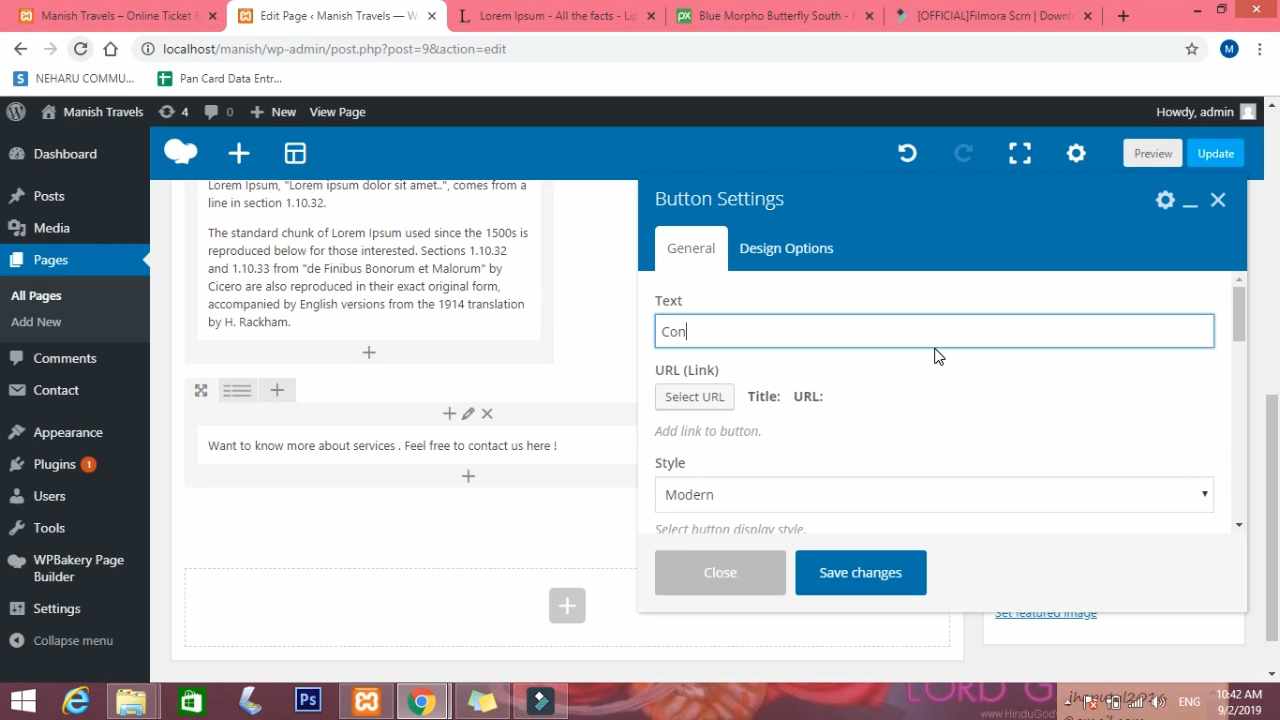 Manish Travels - Online Ticket B
Edit Page ‹ Manish Travels — W
Lorem Ipsum - All the facts - Lip
Blue Morpho Butterfly South - F
[OFFICIAL]Filmora Scrn | Downl
localhost/manish/wp-admin/post.php?post=9&action=edit
M
NEHARU COMMU...
Pan Card Data Entr...
Manish Travels
4
0
New
View Page
Howdy, admin
Dashboard
Posts
Media
Pages
All Pages
Add New
Comments
Contact
Appearance
Plugins 1
Users
Tools
WPBakery Page
Builder
Settings
Collapse menu
Preview
Update
Lorem Ipsum, "Lorem ipsum dolor sit amet..", comes from a
line in section 1.10.32.
The standard chunk of Lorem Ipsum used since the 1500s is
reproduced below for those interested. Sections 1.10.32
and 1.10.33 from "de Finibus Bonorum et Malorum" by
Cicero are also reproduced in their exact original form,
accompanied by English versions from the 1914 translation
by H. Rackham.
Want to know more about services . Feel free to contact us here !
Button Settings
General
Design Options
Text
Con
URL (Link)
Select URL
Title:
URL:
Add link to button.
Style
Modern
Select button display style.
Close
Save changes
Set featured image
Ps
LORD G
www.HinduGod
ENG
10:42 AM
9/2/2019